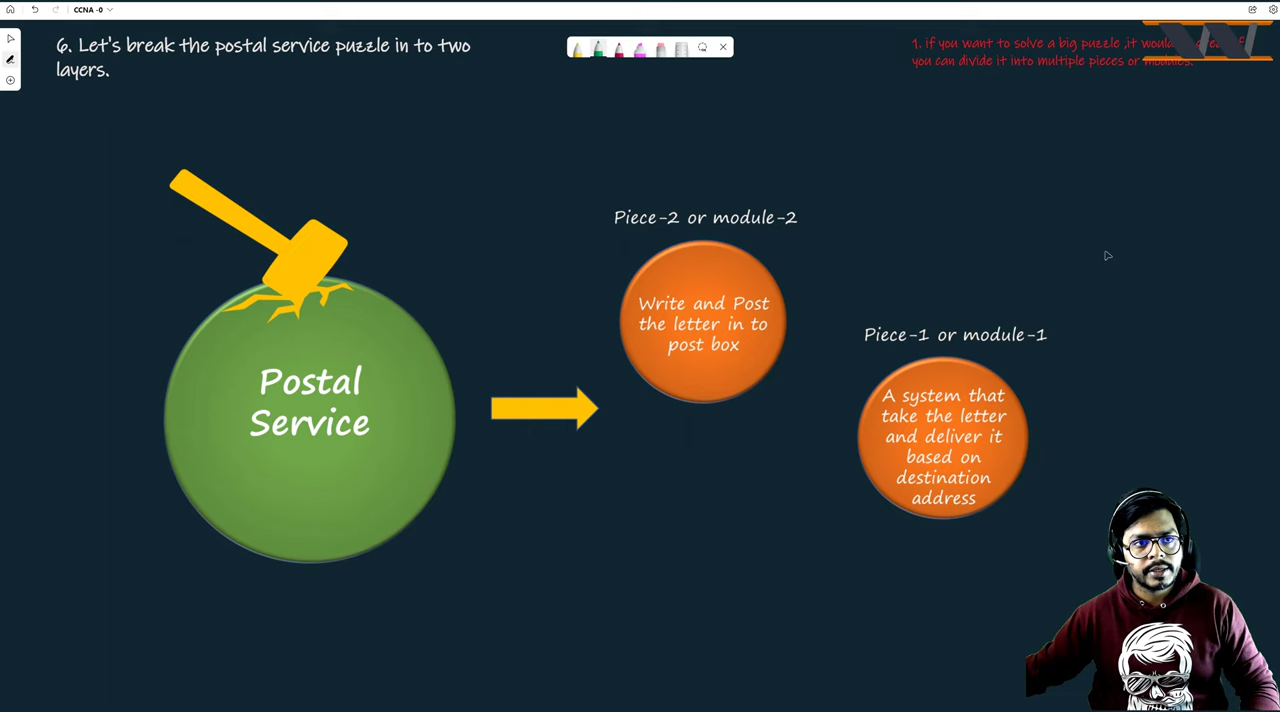 CCNA -0
6. Let's break the postal service puzzle in to two
layers.
1. if you want to solve a big puzzle ,it would
you can divide it into multiple pieces or modules.
Piece-2 or module-2
Write and Post
the letter in to
post box
Piece-1 or module-1
A system that
take the letter
and deliver it
based on
destination
address
Postal
Service